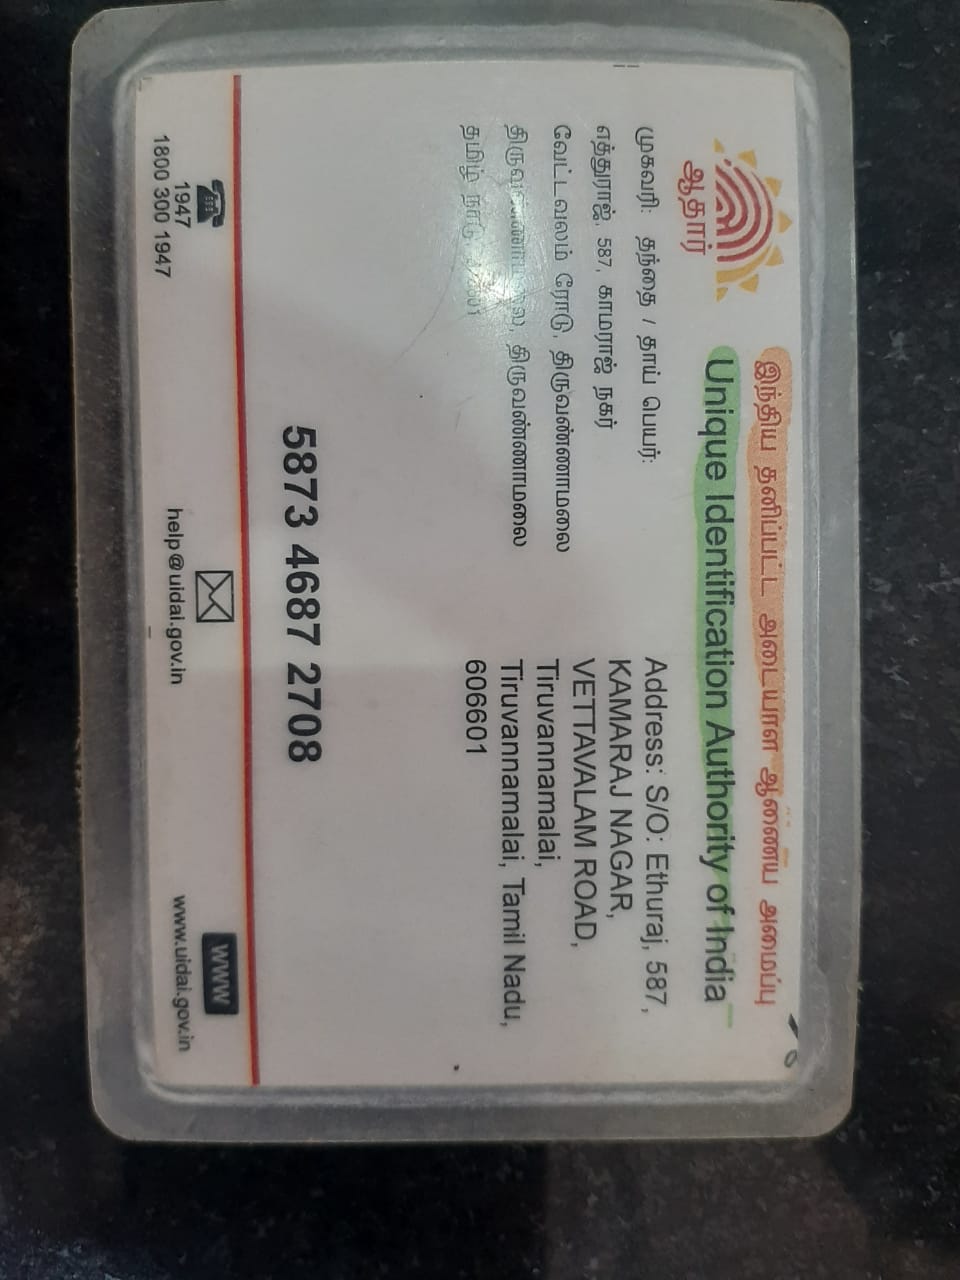 இந்திய தனிப்பட்ட அடையாள ஆணைய அமைப்பு
Unique Identification Authority of India
ஆதார்
முகவரி: தந்தை / தாய் பெயர்:
எத்துராஜ், 587, காமராஜ் நகர்
வேட்டவலம் ரோடு, திருவண்ணாமலை
திருவண்ணாமலை, திருவண்ணாமலை
தமிழ் நாடு
Address: S/O: Ethuraj, 587,
KAMARAJ NAGAR,
VETTAVALAM ROAD,
Tiruvannamalai,
Tiruvannamalai, Tamil Nadu,
606601
5873 4687 2708
1947
1800 300 1947
help@uidai.gov.in
WWW
www.uidai.gov.in